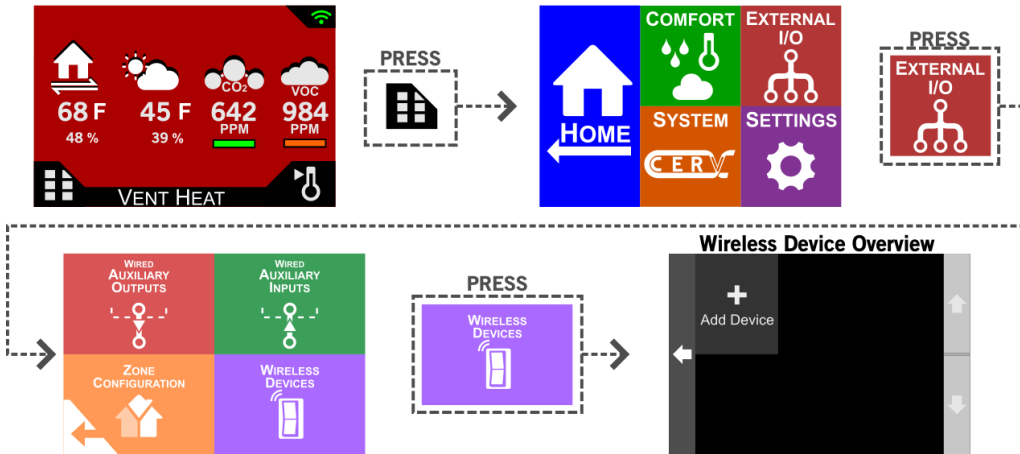 68 F
48 %
45 F
39 %
CO₂
642
PPM
VOC
984
PPM
VENT HEAT
PRESS
HOME
COMFORT
EXTERNAL
I/O
SYSTEM
CERV
SETTINGS
PRESS
EXTERNAL
I/O
WIRED
AUXILIARY
OUTPUTS
WIRED
AUXILIARY
INPUTS
ZONE
CONFIGURATION
WIRELESS
DEVICES
PRESS
WIRELESS
DEVICES
Wireless Device Overview
+
Add Device